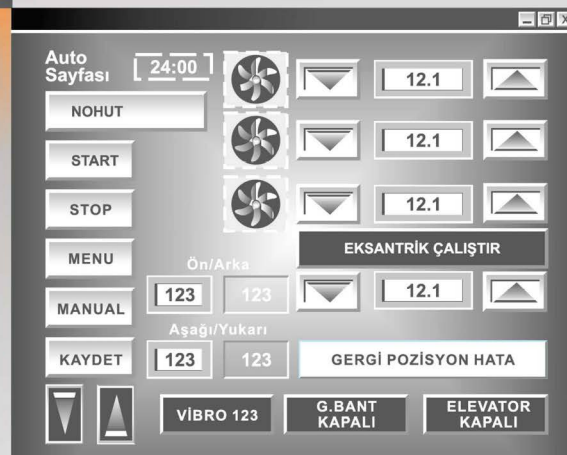 Auto
Sayfası
24:00
12.1
NOHUT
12.1
START
STOP
12.1
MENU
EKSANTRİK ÇALIŞTIR
Ön/Arka
MANUAL
123
123
12.1
Aşağı/Yukarı
KAYDET
123
123
GERGİ POZİSYON HATA
VİBRO 123
G.BANT
KAPALI
ELEVATOR
KAPALI